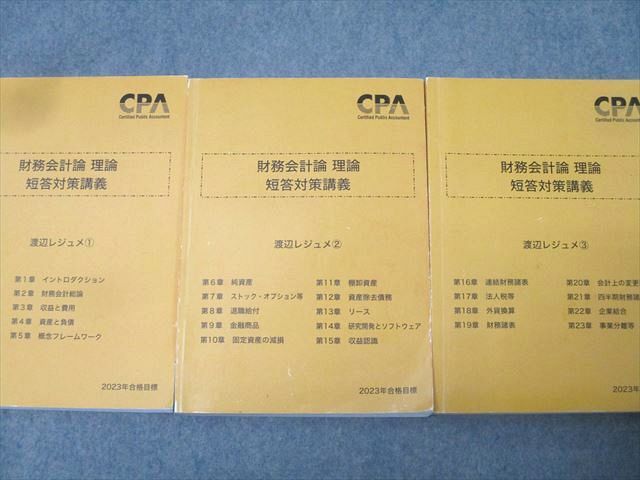 CPA
Certified Public Accountant
財務会計論 理論
短答対策講義
渡辺レジュメ①
第1章 イントロダクション
第2章 財務会計総論
第3章 収益と費用
第4章 資産と負債
第5章 概念フレームワーク
2023年合格目標
CPA
Certified Public Accountant
財務会計論 理論
短答対策講義
渡辺レジュメ②
第6章 純資産
第7章 ストック・オプション等
第8章 退職給付
第9章 金融商品
第10章 固定資産の減損
第11章 棚卸資産
第12章 資産除去債務
第13章 リース
第14章 研究開発とソフトウェア
第15章 収益認識
2023年合格目標
CPA
Certified Public Accountant
財務会計論 理論
短答対策講義
渡辺レジュメ③
第16章 連結財務諸表
第17章 法人税等
第18章 外貨換算
第19章 財務諸表
第20章 会計上の変更
第21章 四半期財務諸
第22章 企業結合
第23章 事業分離等
2023年